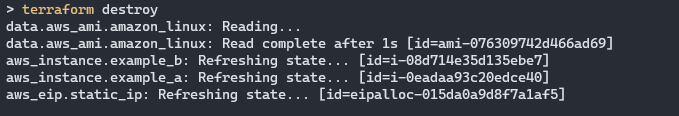 > terraform destroy
data.aws_ami.amazon_linux: Reading...
data.aws_ami.amazon_linux: Read complete after 1s [id=ami-076309742d466ad69]
aws_instance.example_b: Refreshing state... [id=i-08d714e35d135ebe7]
aws_instance.example_a: Refreshing state... [id=i-0eadaa93c20edce40]
aws_eip.static_ip: Refreshing state... [id=eipalloc-015da0a9d8f7a1af5]